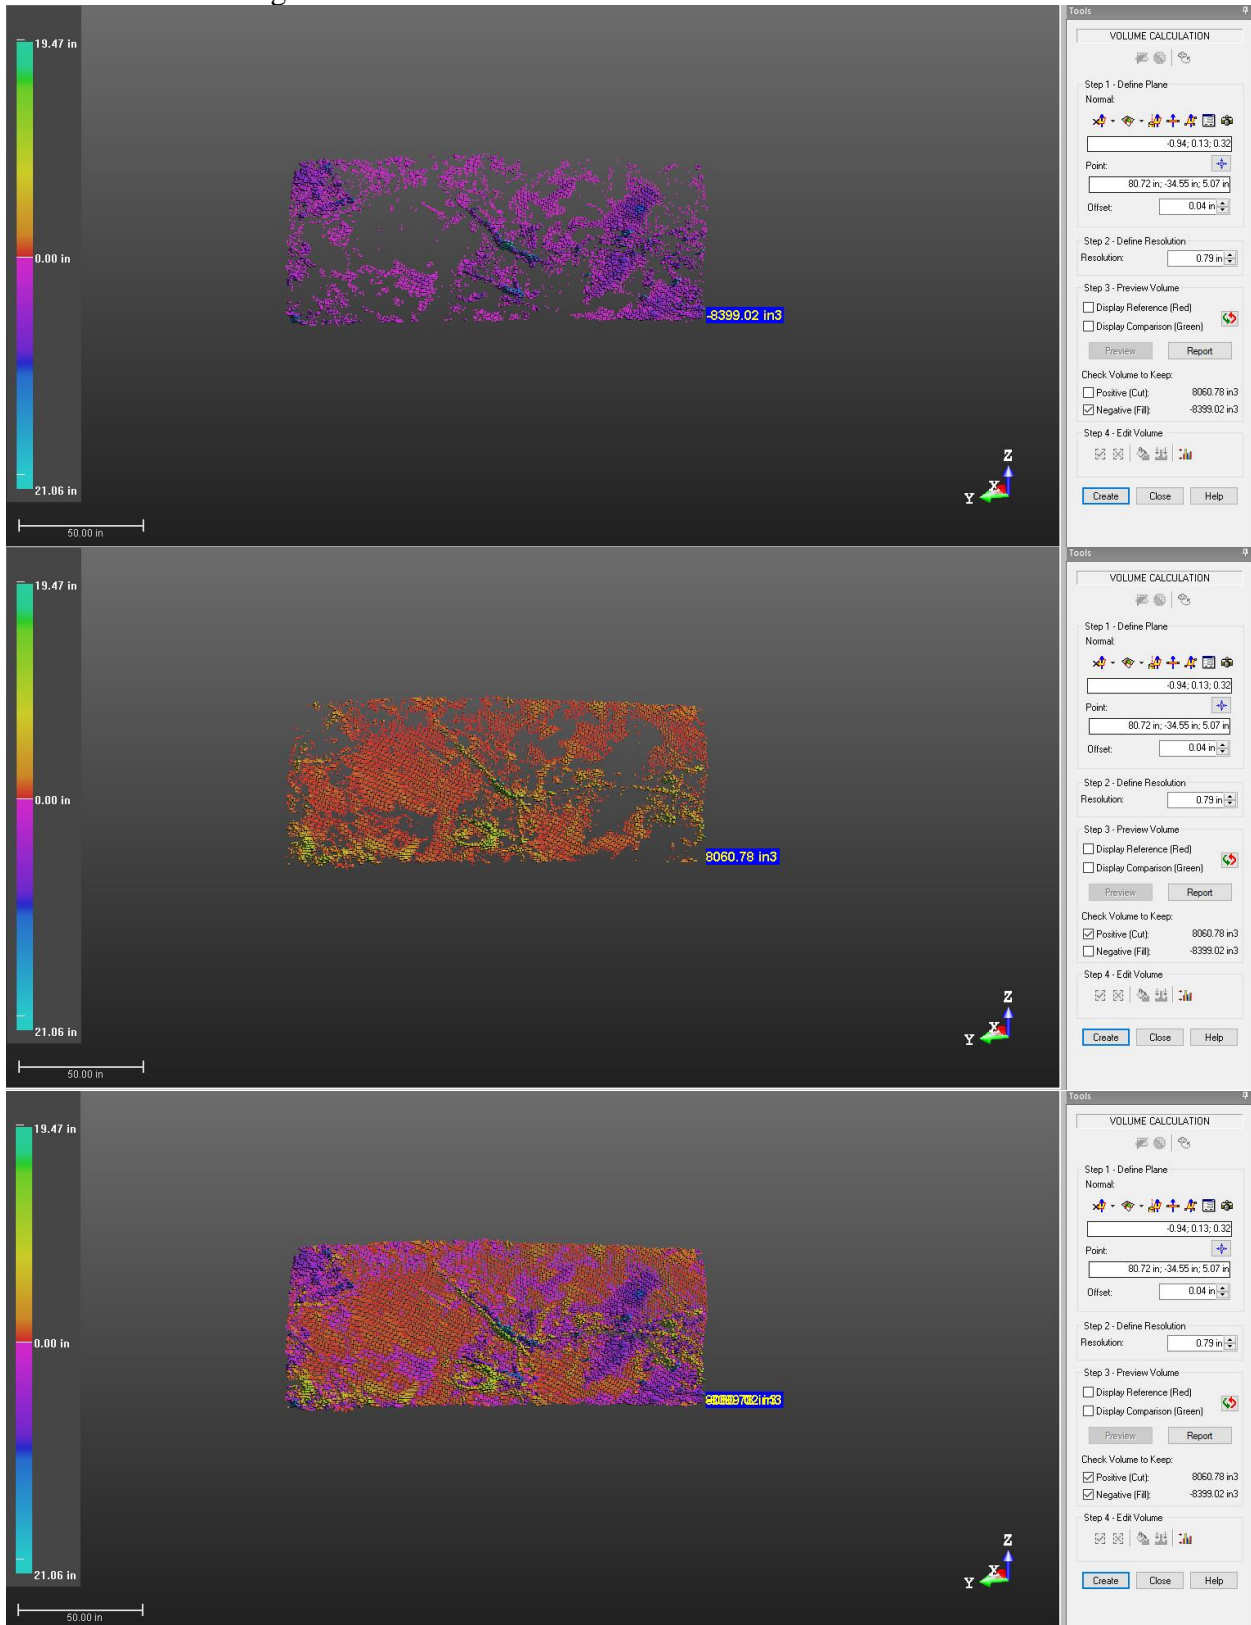 Tools
VOLUME CALCULATION
19.47 in
Step 1 - Define Plane
Normal:
-0.94; 0.13; 0.32
Point:
80.72 in; -34.55 in; 5.07 in
Offset: 0.04 in
Step 2 - Define Resolution
0.00 in
Resolution: 0.79 in
Step 3 - Preview Volume
Display Reference (Red)
-8399.02 in3
Display Comparison (Green)
Preview Report
Check Volume to Keep:
Positive (Cut): 8060.78 in3
Negative (Fill): -8399.02 in3
Step 4 - Edit Volume
Z
X
Y
21.06 in
Create Close Help
50.00 in
Tools
VOLUME CALCULATION
19.47 in
Step 1 - Define Plane
Normal:
-0.94; 0.13; 0.32
Point:
80.72 in; -34.55 in; 5.07 in
Offset: 0.04 in
Step 2 - Define Resolution
0.00 in
Resolution: 0.79 in
Step 3 - Preview Volume
Display Reference (Red)
8060.78 in3
Display Comparison (Green)
Preview Report
Check Volume to Keep:
Positive (Cut): 8060.78 in3
Negative (Fill): -8399.02 in3
Step 4 - Edit Volume
Z
X
Y
21.06 in
Create Close Help
50.00 in
Tools
VOLUME CALCULATION
19.47 in
Step 1 - Define Plane
Normal:
-0.94; 0.13; 0.32
Point:
80.72 in; -34.55 in; 5.07 in
Offset: 0.04 in
Step 2 - Define Resolution
0.00 in
Resolution: 0.79 in
Step 3 - Preview Volume
Display Reference (Red)
Display Comparison (Green)
Preview Report
Check Volume to Keep:
Positive (Cut): 8060.78 in3
Negative (Fill): -8399.02 in3
Step 4 - Edit Volume
Z
X
Y
21.06 in
Create Close Help
50.00 in